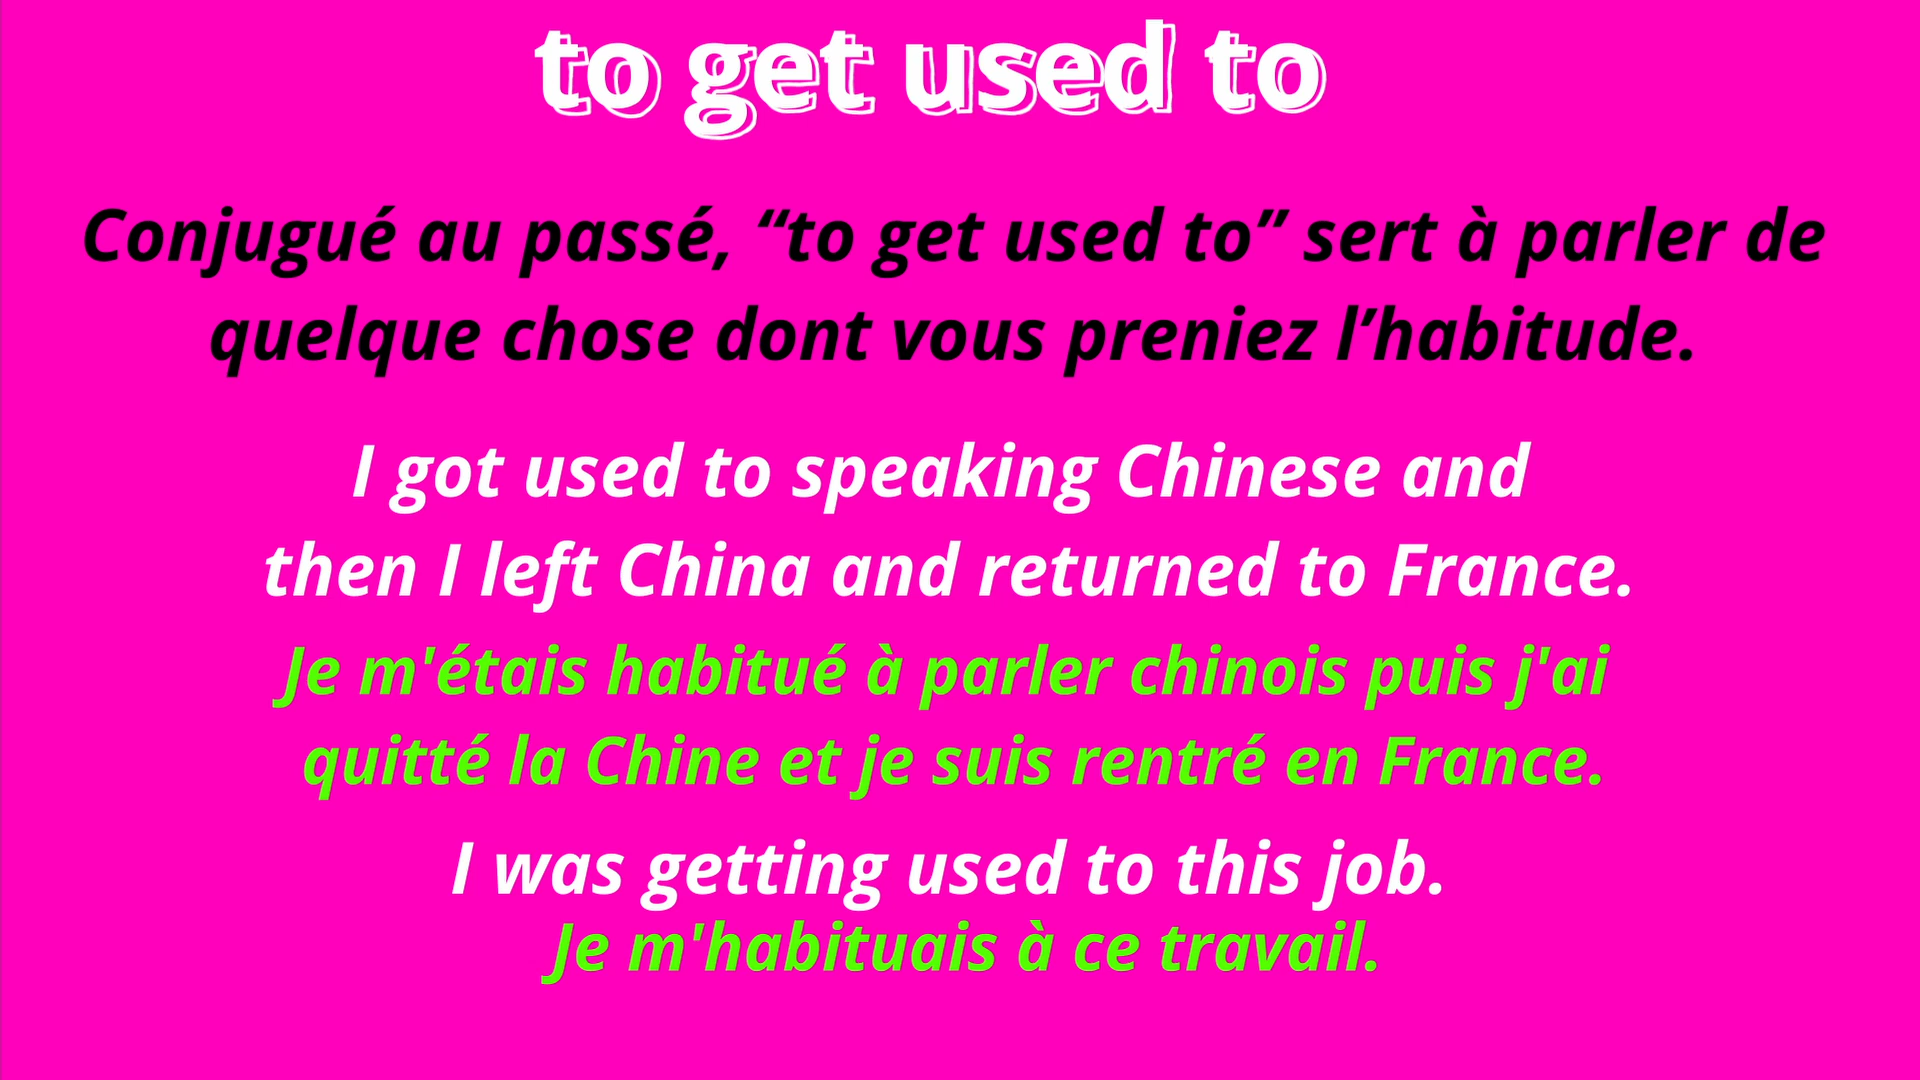 to get used to
Conjugué au passé, “to get used to” sert à parler de
quelque chose dont vous preniez l’habitude.
I got used to speaking Chinese and
then I left China and returned to France.
Je m'étais habitué à parler chinois puis j'ai
quitté la Chine et je suis rentré en France.
I was getting used to this job.
Je m'habituais à ce travail.